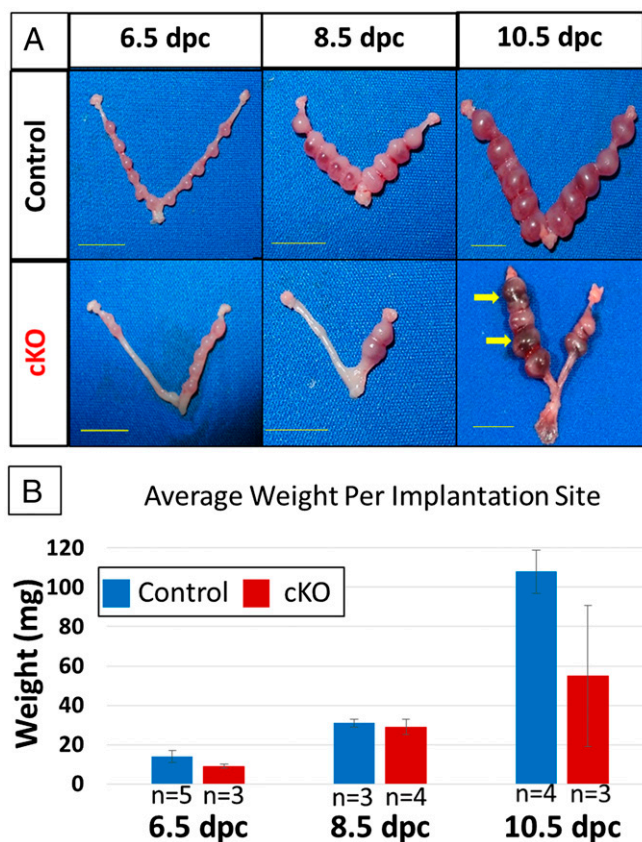 A
6.5 dpc
8.5 dpc
10.5 dpc
Control
cKO
B
Average Weight Per Implantation Site
Weight (mg)
120
100
80
60
40
20
0
Control
cKO
n=5
n=3
n=3
n=4
n=4
n=3
6.5 dpc
8.5 dpc
10.5 dpc